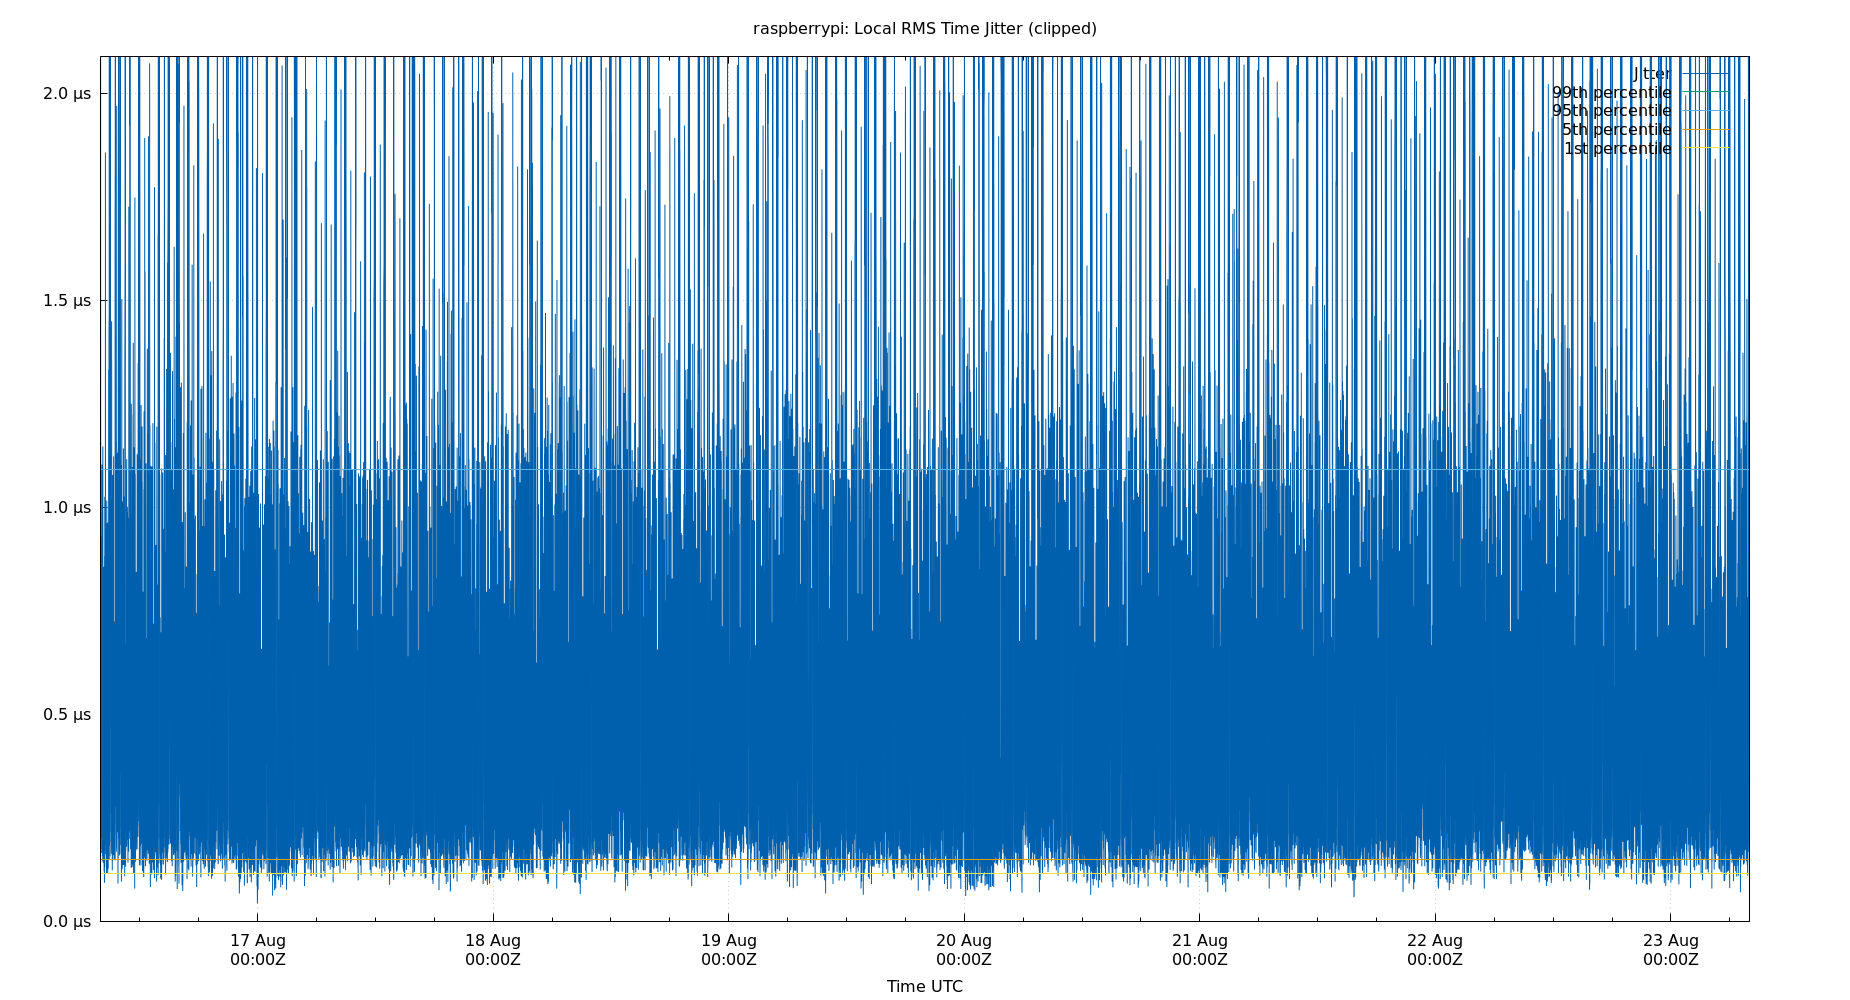 raspberrypi: Local RMS Time Jitter (clipped)
Jitter
99th percentile
95th percentile
5th percentile
1st percentile
2.0 µs
1.5 µs
1.0 µs
0.5 µs
0.0 µs
17 Aug 18 Aug 19 Aug 20 Aug 21 Aug 22 Aug 23 Aug
00:00Z 00:00Z 00:00Z 00:00Z 00:00Z 00:00Z 00:00Z
Time UTC